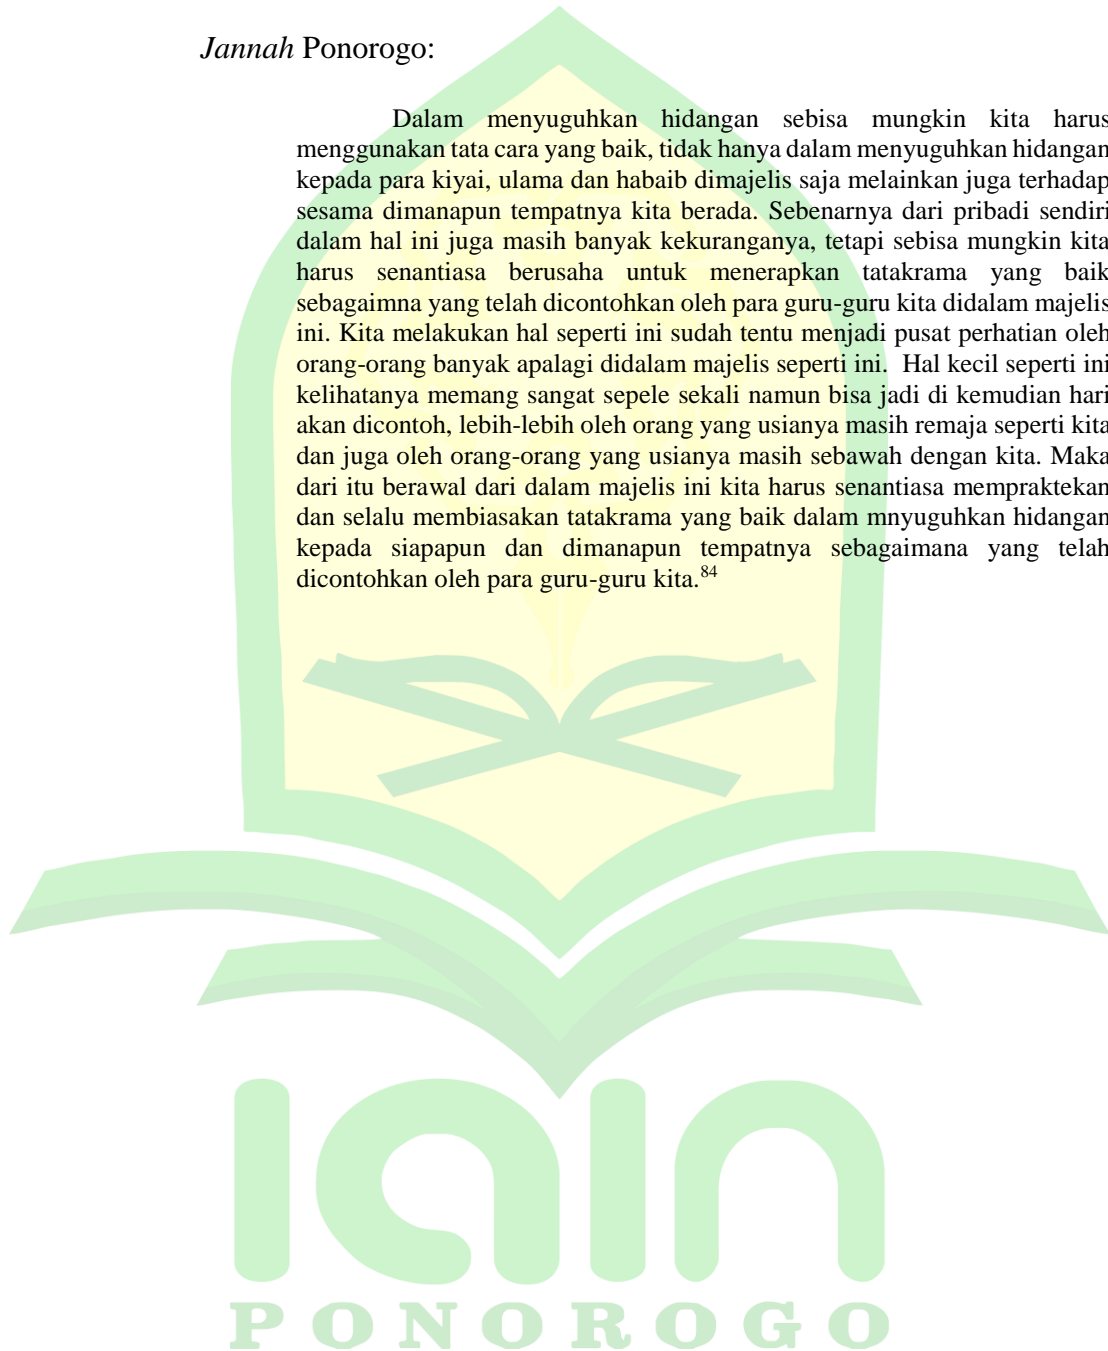 Jannah Ponorogo:
Dalam menyuguhkan hidangan sebisa mungkin kita harus
menggunakan tata cara yang baik, tidak hanya dalam menyuguhkan hidangan
kepada para kiyai, ulama dan habaib dimajelis saja melainkan juga terhadap
sesama dimanapun tempatnya kita berada. Sebenarnya dari pribadi sendiri
dalam hal ini juga masih banyak kekuranganya, tetapi sebisa mungkin kita
harus senantiasa berusaha untuk menerapkan tatakrama yang baik
sebagaimna yang telah dicontohkan oleh para guru-guru kita didalam majelis
ini. Kita melakukan hal seperti ini sudah tentu menjadi pusat perhatian oleh
orang-orang banyak apalagi didalam majelis seperti ini. Hal kecil seperti ini
kelihatanya memang sangat sepele sekali namun bisa jadi di kemudian hari
akan dicontoh, lebih-lebih oleh orang yang usianya masih remaja seperti kita
dan juga oleh orang-orang yang usianya masih sebawah dengan kita. Maka
dari itu berawal dari dalam majelis ini kita harus senantiasa mempraktekan
dan selalu membiasakan tatakrama yang baik dalam mnyuguhkan hidangan
kepada siapapun dan dimanapun tempatnya sebagaimana yang telah
dicontohkan oleh para guru-guru kita.84
iain
PONOROGO